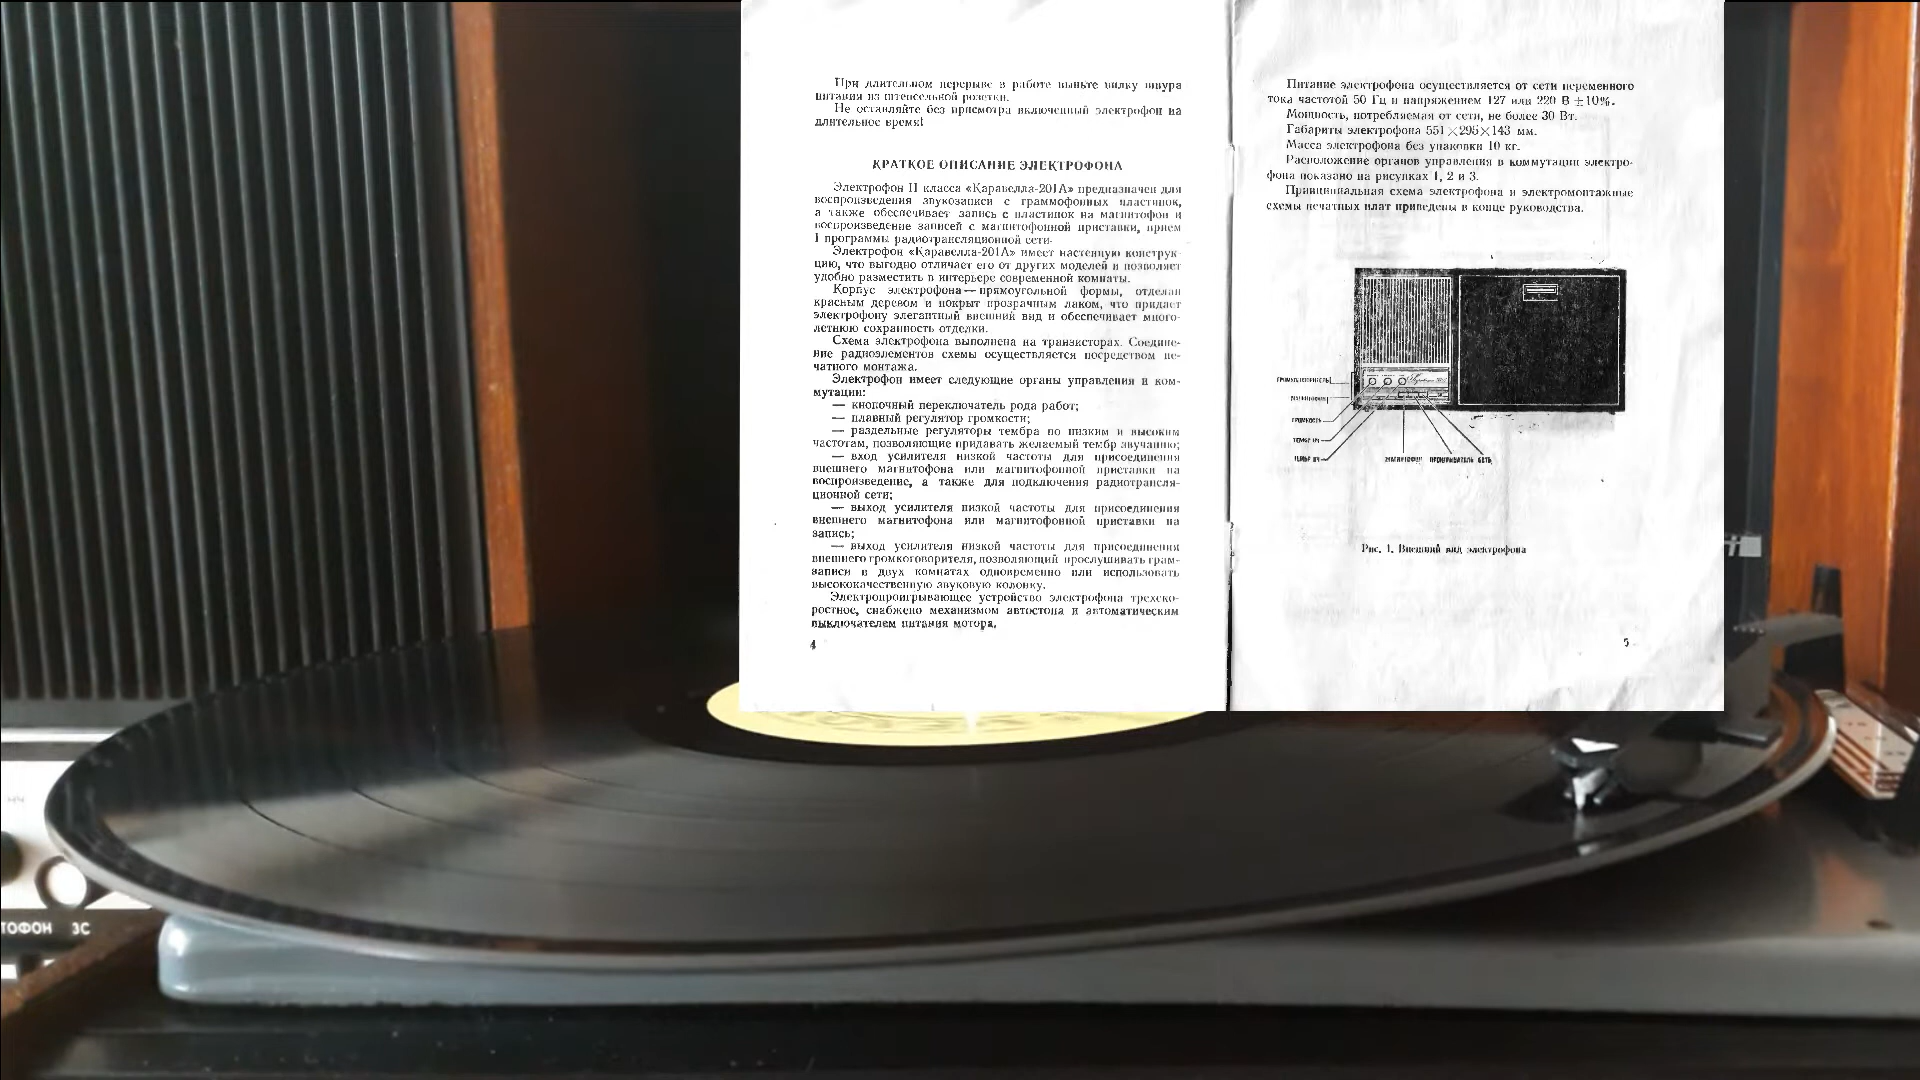 При длительном перерыве в работе выньте вилку шнура
питания из штепсельной розетки.
Не оставляйте без присмотра включенный электрофон на
длительное время!
КРАТКОЕ ОПИСАНИЕ ЭЛЕКТРОФОНА
Электрофон II класса «Каравелла-201А» предназначен для
воспроизведения звукозаписи с граммофонных пластинок,
а также обеспечивает запись с пластинок на магнитофон и
воспроизведение записей с магнитофонной приставки, прием
1 программы радиотрансляционной сети.
Электрофон «Каравелла-201А» имеет настенную конструк-
цию, что выгодно отличает его от других моделей и позволяет
удобно разместить в интерьере современной комнаты.
Корпус электрофона — прямоугольной формы, отделан
красным деревом и покрыт прозрачным лаком, что придает
электрофону элегантный внешний вид и обеспечивает много-
летнюю сохранность отделки.
Схема электрофона выполнена на транзисторах. Соедине-
ние радиоэлементов схемы осуществляется посредством пе-
чатного монтажа.
Электрофон имеет следующие органы управления и ком-
мутации:
— кнопочный переключатель рода работ;
— плавный регулятор громкости;
— раздельные регуляторы тембра по низким и высоким
частотам, позволяющие придавать желаемый тембр звучанию;
— вход усилителя низкой частоты для присоединения
внешнего магнитофона или магнитофонной приставки на
воспроизведение, а также для подключения радиотрансля-
ционной сети;
— выход усилителя низкой частоты для присоединения
внешнего магнитофона или магнитофонной приставки на
запись;
— выход усилителя низкой частоты для присоединения
внешнего громкоговорителя, позволяющий прослушивать грам-
записи в двух комнатах одновременно или использовать
высококачественную звуковую колонку.
Электропроигрывающее устройство электрофона трехско-
ростное, снабжено механизмом автостопа и автоматическим
выключателем питания мотора.
4
Питание электрофона осуществляется от сети переменного
тока частотой 50 Гц и напряжением 127 или 220 В ±10%.
Мощность, потребляемая от сети, не более 30 Вт.
Габариты электрофона 551×295×143 мм.
Масса электрофона без упаковки 10 кг.
Расположение органов управления и коммутации электро-
фона показано на рисунках 1, 2 и 3.
Принципиальная схема электрофона и электромонтажные
схемы печатных плат приведены в конце руководства.
ГРОМКОГОВОРИТЕЛЬ
МАГНИТОФОН
ГРОМКОСТЬ
ТЕМБР НЧ
ТЕМБР ВЧ
МАГНИТОФОН ПРОИГРЫВАТЕЛЬ СЕТЬ
Рис. 1. Внешний вид электрофона
5
ТОФОН ЗС